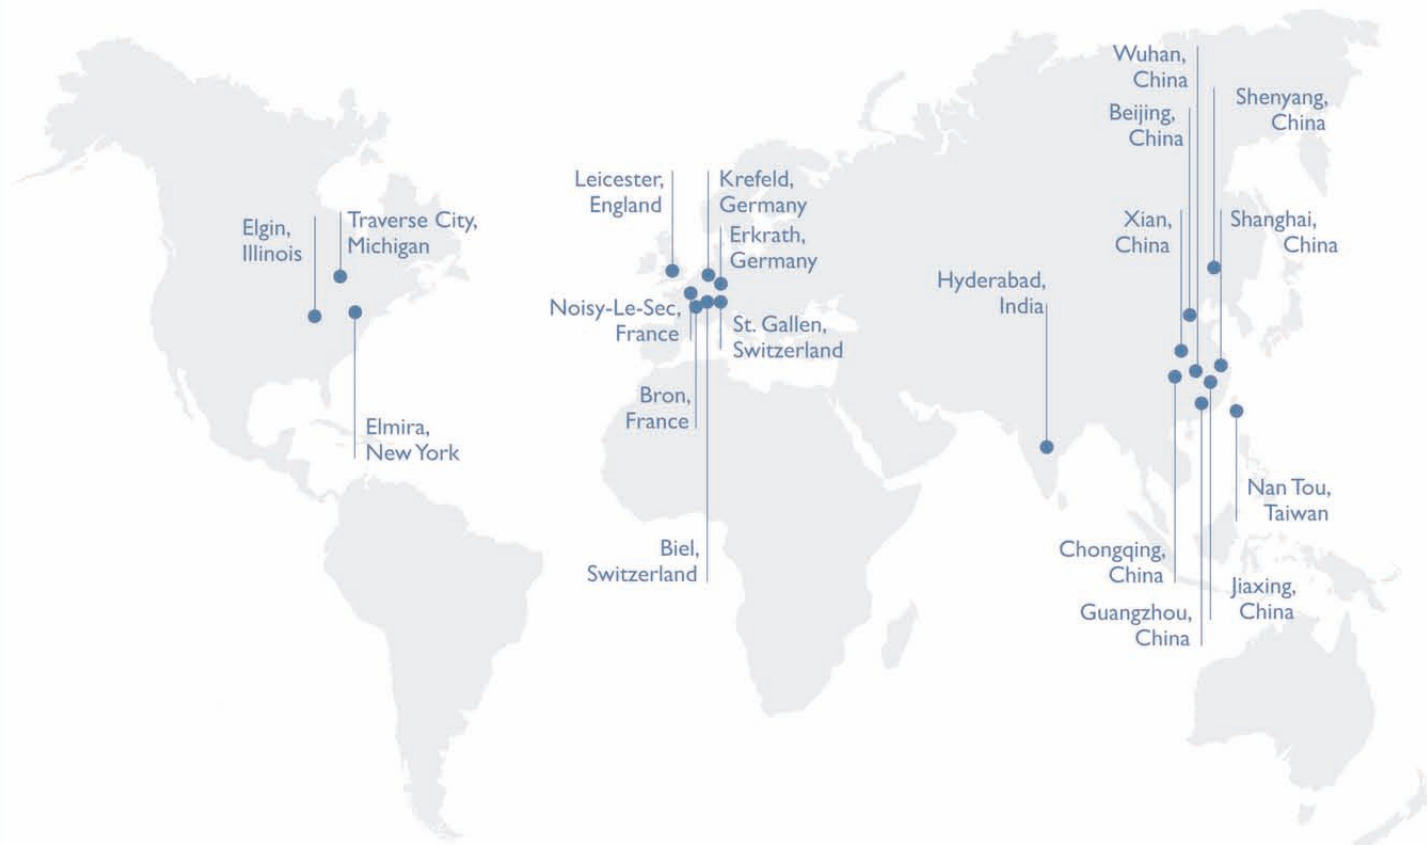 Elgin,
Illinois
Traverse City,
Michigan
Elmira,
New York
Leicester,
England
Krefeld,
Germany
Erkrath,
Germany
Noisy-Le-Sec,
France
St. Gallen,
Switzerland
Bron,
France
Biel,
Switzerland
Hyderabad,
India
Wuhan,
China
Shenyang,
China
Beijing,
China
Xian,
China
Shanghai,
China
Nan Tou,
Taiwan
Chongqing,
China
Jiaxing,
China
Guangzhou,
China